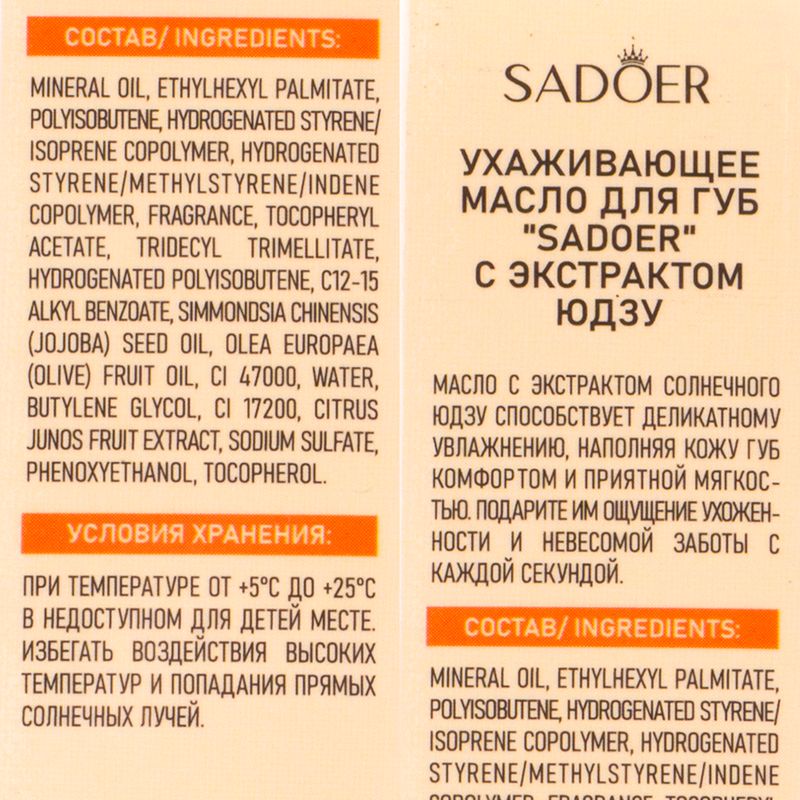 СОСТАВ/ INGREDIENTS:
MINERAL OIL, ETHYLHEXYL PALMITATE,
POLYISOBUTENE, HYDROGENATED STYRENE/
ISOPRENE COPOLYMER, HYDROGENATED
STYRENE/METHYLSTYRENE/INDENE
COPOLYMER, FRAGRANCE, TOCOPHERYL
ACETATE, TRIDECYL TRIMELLITATE,
HYDROGENATED POLYISOBUTENE, C12-15
ALKYL BENZOATE, SIMMONDSIA CHINENSIS
(JOJOBA) SEED OIL, OLEA EUROPAEA
(OLIVE) FRUIT OIL, CI 47000, WATER,
BUTYLENE GLYCOL, CI 17200, CITRUS
JUNOS FRUIT EXTRACT, SODIUM SULFATE,
PHENOXYETHANOL, TOCOPHEROL.
УСЛОВИЯ ХРАНЕНИЯ:
ПРИ ТЕМПЕРАТУРЕ ОТ +5°C ДО +25°C
В НЕДОСТУПНОМ ДЛЯ ДЕТЕЙ МЕСТЕ.
ИЗБЕГАТЬ ВОЗДЕЙСТВИЯ ВЫСОКИХ
ТЕМПЕРАТУР И ПОПАДАНИЯ ПРЯМЫХ
СОЛНЕЧНЫХ ЛУЧЕЙ.
SADOER
УХАЖИВАЮЩЕЕ
МАСЛО ДЛЯ ГУБ
"SADOER"
С ЭКСТРАКТОМ
ЮДЗУ
МАСЛО С ЭКСТРАКТОМ СОЛНЕЧНОГО
ЮДЗУ СПОСОБСТВУЕТ ДЕЛИКАТНОМУ
УВЛАЖНЕНИЮ, НАПОЛНЯЯ КОЖУ ГУБ
КОМФОРТОМ И ПРИЯТНОЙ МЯГКОС-
ТЬЮ. ПОДАРИТЕ ИМ ОЩУЩЕНИЕ УХОЖЕН-
НОСТИ И НЕВЕСОМОЙ ЗАБОТЫ С
КАЖДОЙ СЕКУНДОЙ.
СОСТАВ/ INGREDIENTS:
MINERAL OIL, ETHYLHEXYL PALMITATE,
POLYISOBUTENE, HYDROGENATED STYRENE/
ISOPRENE COPOLYMER, HYDROGENATED
STYRENE/METHYLSTYRENE/INDENE
COPOLYMER, FRAGRANCE, TOCOPHERYL